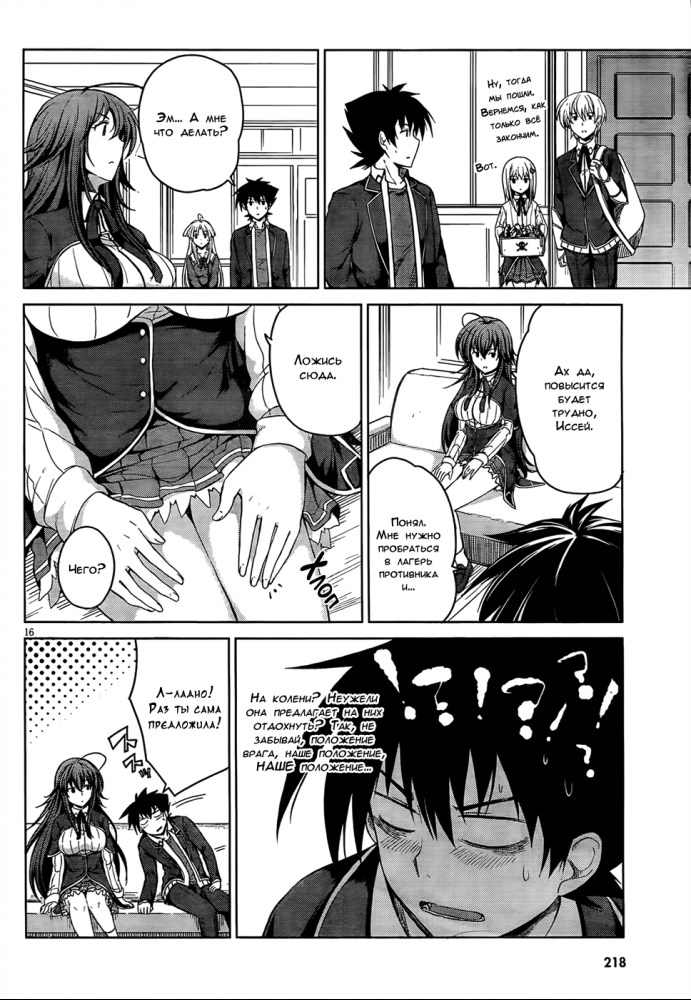 Ну, тогда
мы пошли.
Вернемся, как
только всё
закончим.
Вот.
Эм... А мне
что делать?
Ах да,
повысится
будет
трудно,
Иссей.
Понял.
Мне нужно
пробраться
в лагерь
противника
и...
Ложись
сюда.
Чего?
Хлоп
16
!?!???
На колени? Неужели
она предлагает на них
отдохнуть? Так, не
забывай, положение
врага, наше положение,
НАШЕ положение...
Л-ладно!
Раз ты сама
предложила!
218